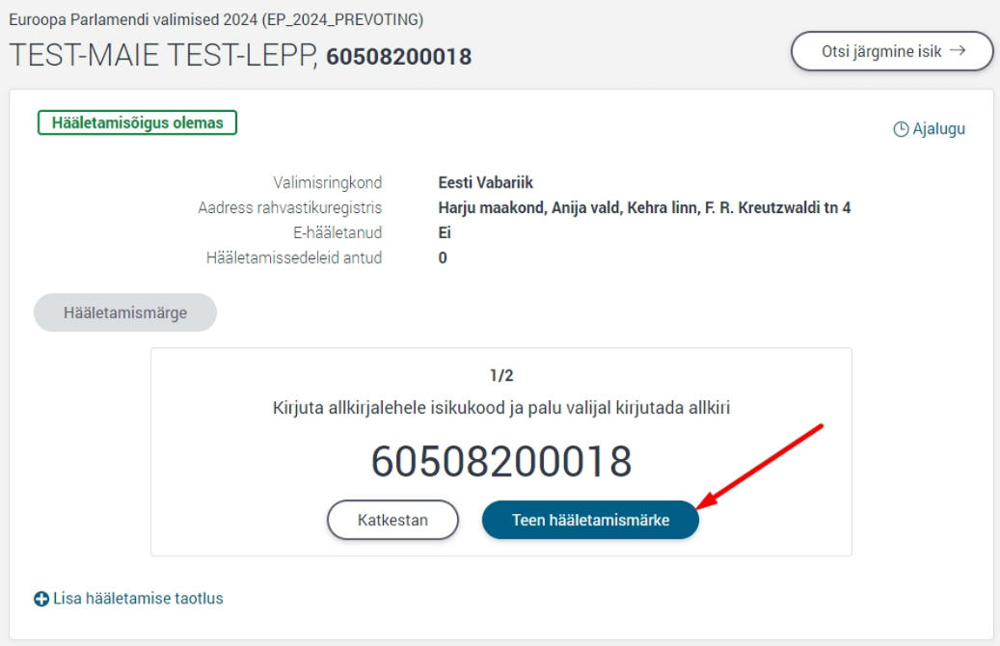 Euroopa Parlamendi valimised 2024 (EP_2024_PREVOTING)
TEST-MAIE TEST-LEPP, 60508200018
Otsi järgmine isik →
Hääletamisõigus olemas
Ajalugu
Valimisringkond Eesti Vabariik
Aadress rahvastikuregistris Harju maakond, Anija vald, Kehra linn, F. R. Kreutzwaldi tn 4
E-hääletanud Ei
Hääletamissedeleid antud 0
Hääletamismärge
1/2
Kirjuta allkirjalehele isikukood ja palu valijal kirjutada allkiri
60508200018
Katkestan Teen hääletamismärke
Lisa hääletamise taotlus